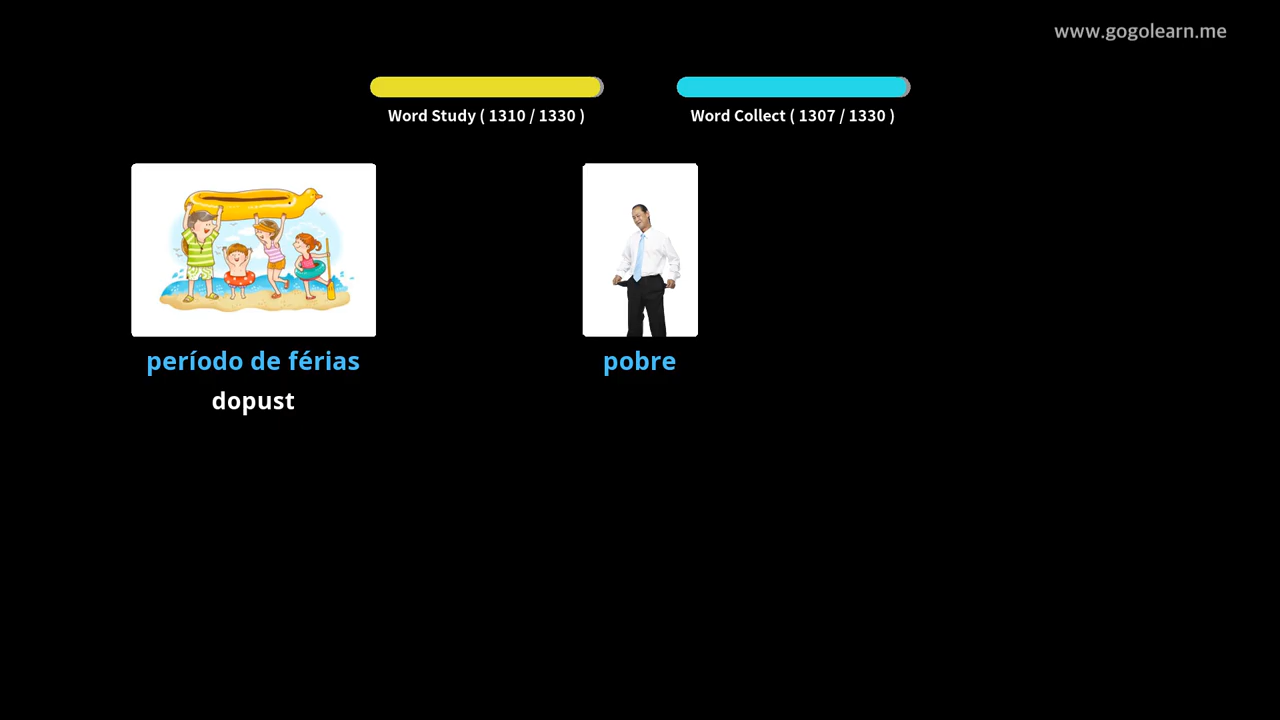 www.gogolearn.me
Word Study ( 1310 / 1330 )
Word Collect ( 1307 / 1330 )
período de férias
dopust
pobre